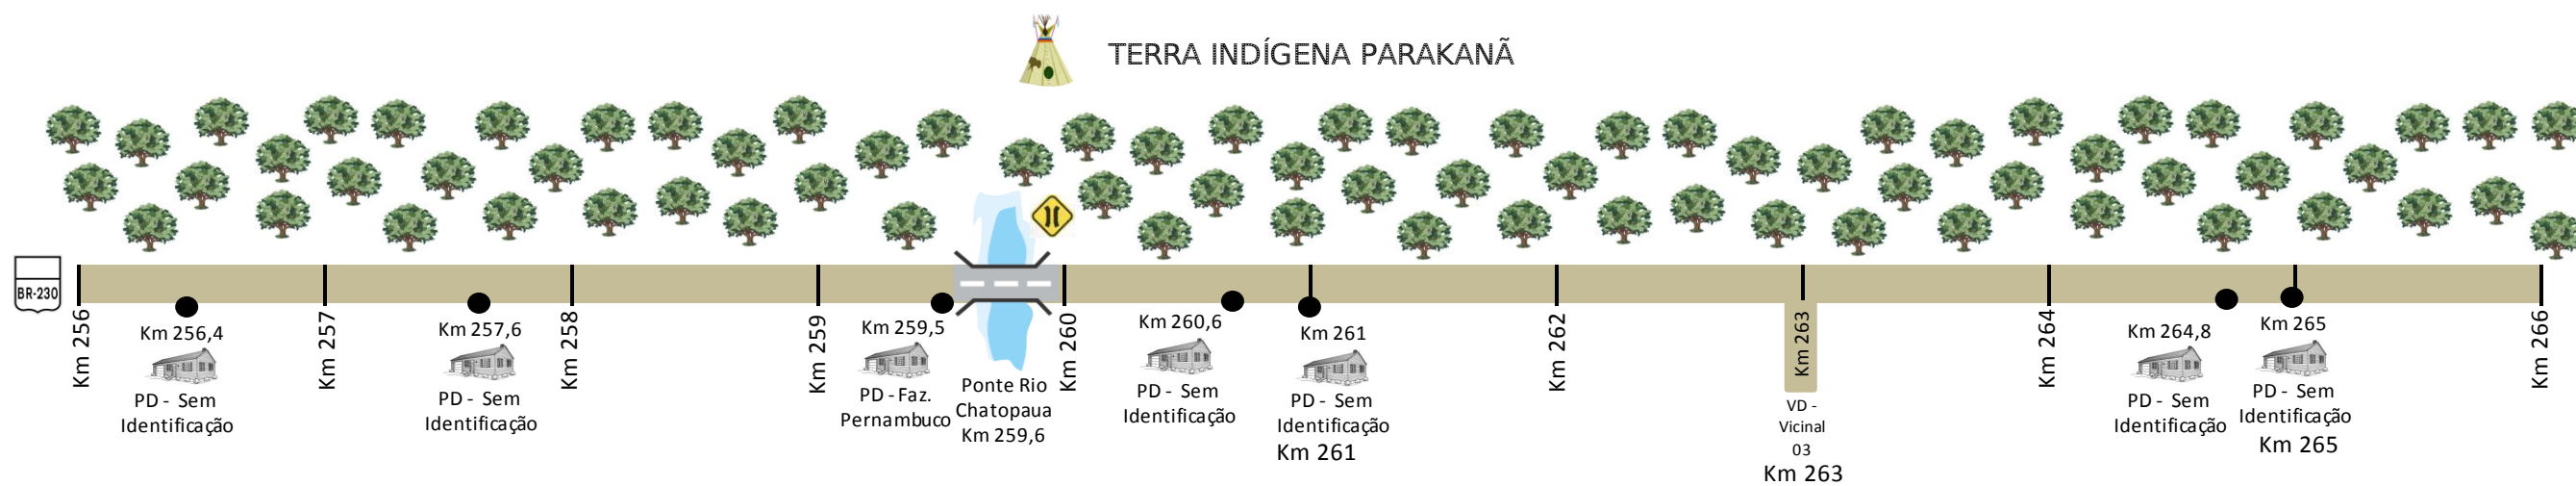 TERRA INDÍGENA PARAKANÃ
BR-230
Km 256
Km 256,4
PD - Sem
Identificação
Km 257
Km 257,6
PD - Sem
Identificação
Km 258
Km 259
Km 259,5
PD - Faz.
Pernambuco
Ponte Rio
Chatopaua
Km 259,6
Km 260
Km 260,6
PD - Sem
Identificação
Km 261
PD - Sem
Identificação
Km 261
Km 262
Km 263
VD -
Vicinal
03
Km 263
Km 264
Km 264,8
PD - Sem
Identificação
Km 265
PD - Sem
Identificação
Km 265
Km 266